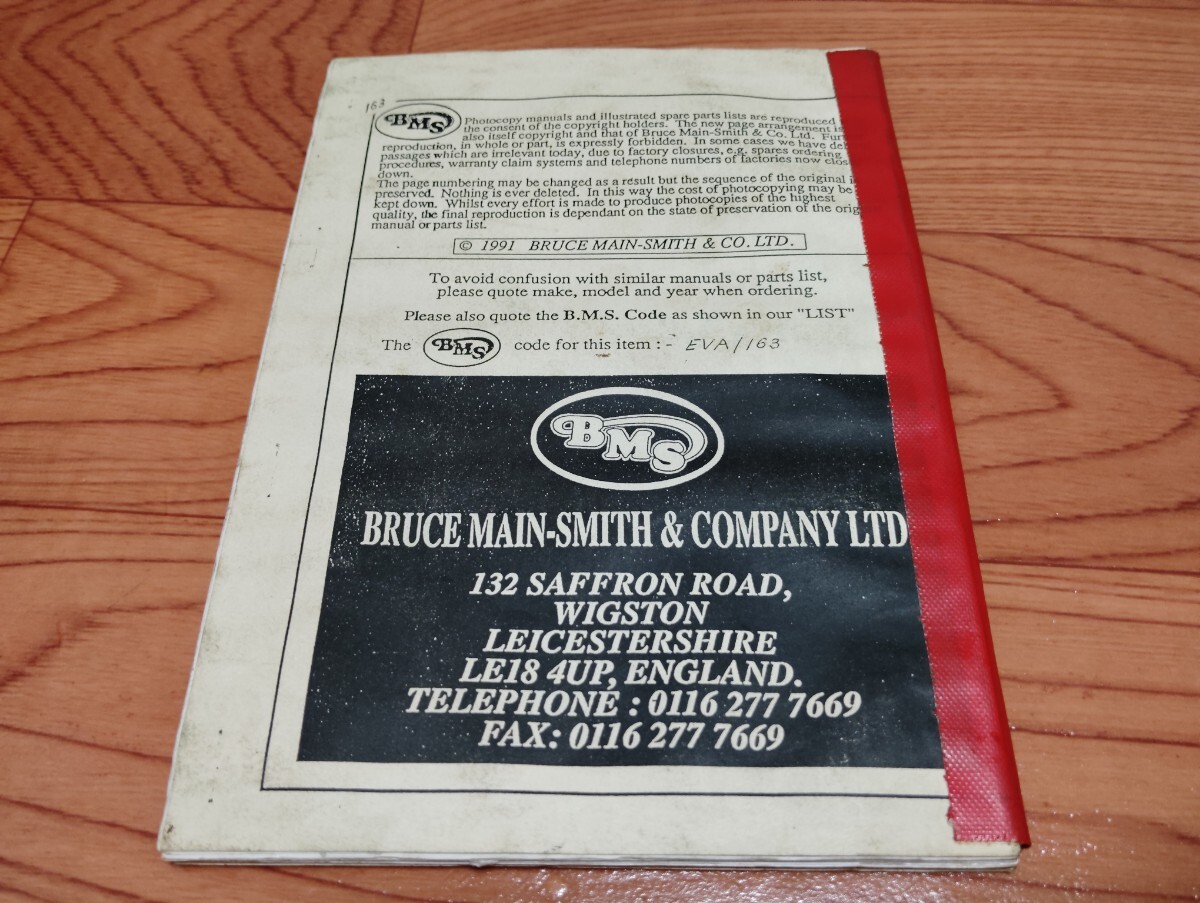 163
BMS
Photocopy manuals and illustrated spare parts lists are reproduced
the consent of the copyright holders. The new page arrangement is
also itself copyright and that of Bruce Main-Smith & Co. Ltd.
reproduction, in whole or part, is expressly forbidden. In some cases we have
passages which are irrelevant today, due to factory closures, e.g. spares ordering
procedures, warranty claim systems and telephone numbers of factories now
down.
The page numbering may be changed as a result but the sequence of the original
preserved. Nothing is ever deleted. In this way the cost of photocopying may be
kept down. Whilst every effort is made to produce photocopies of the highest
quality, the final reproduction is dependant on the state of preservation of the
manual or parts list.
© 1991 BRUCE MAIN-SMITH & CO. LTD.
To avoid confusion with similar manuals or parts list,
please quote make, model and year when ordering.
Please also quote the B.M.S. Code as shown in our "LIST"
The BMS code for this item :- EVA/163
BMS
BRUCE MAIN-SMITH & COMPANY LTD
132 SAFFRON ROAD,
WIGSTON
LEICESTERSHIRE
LE18 4UP, ENGLAND.
TELEPHONE : 0116 277 7669
FAX: 0116 277 7669